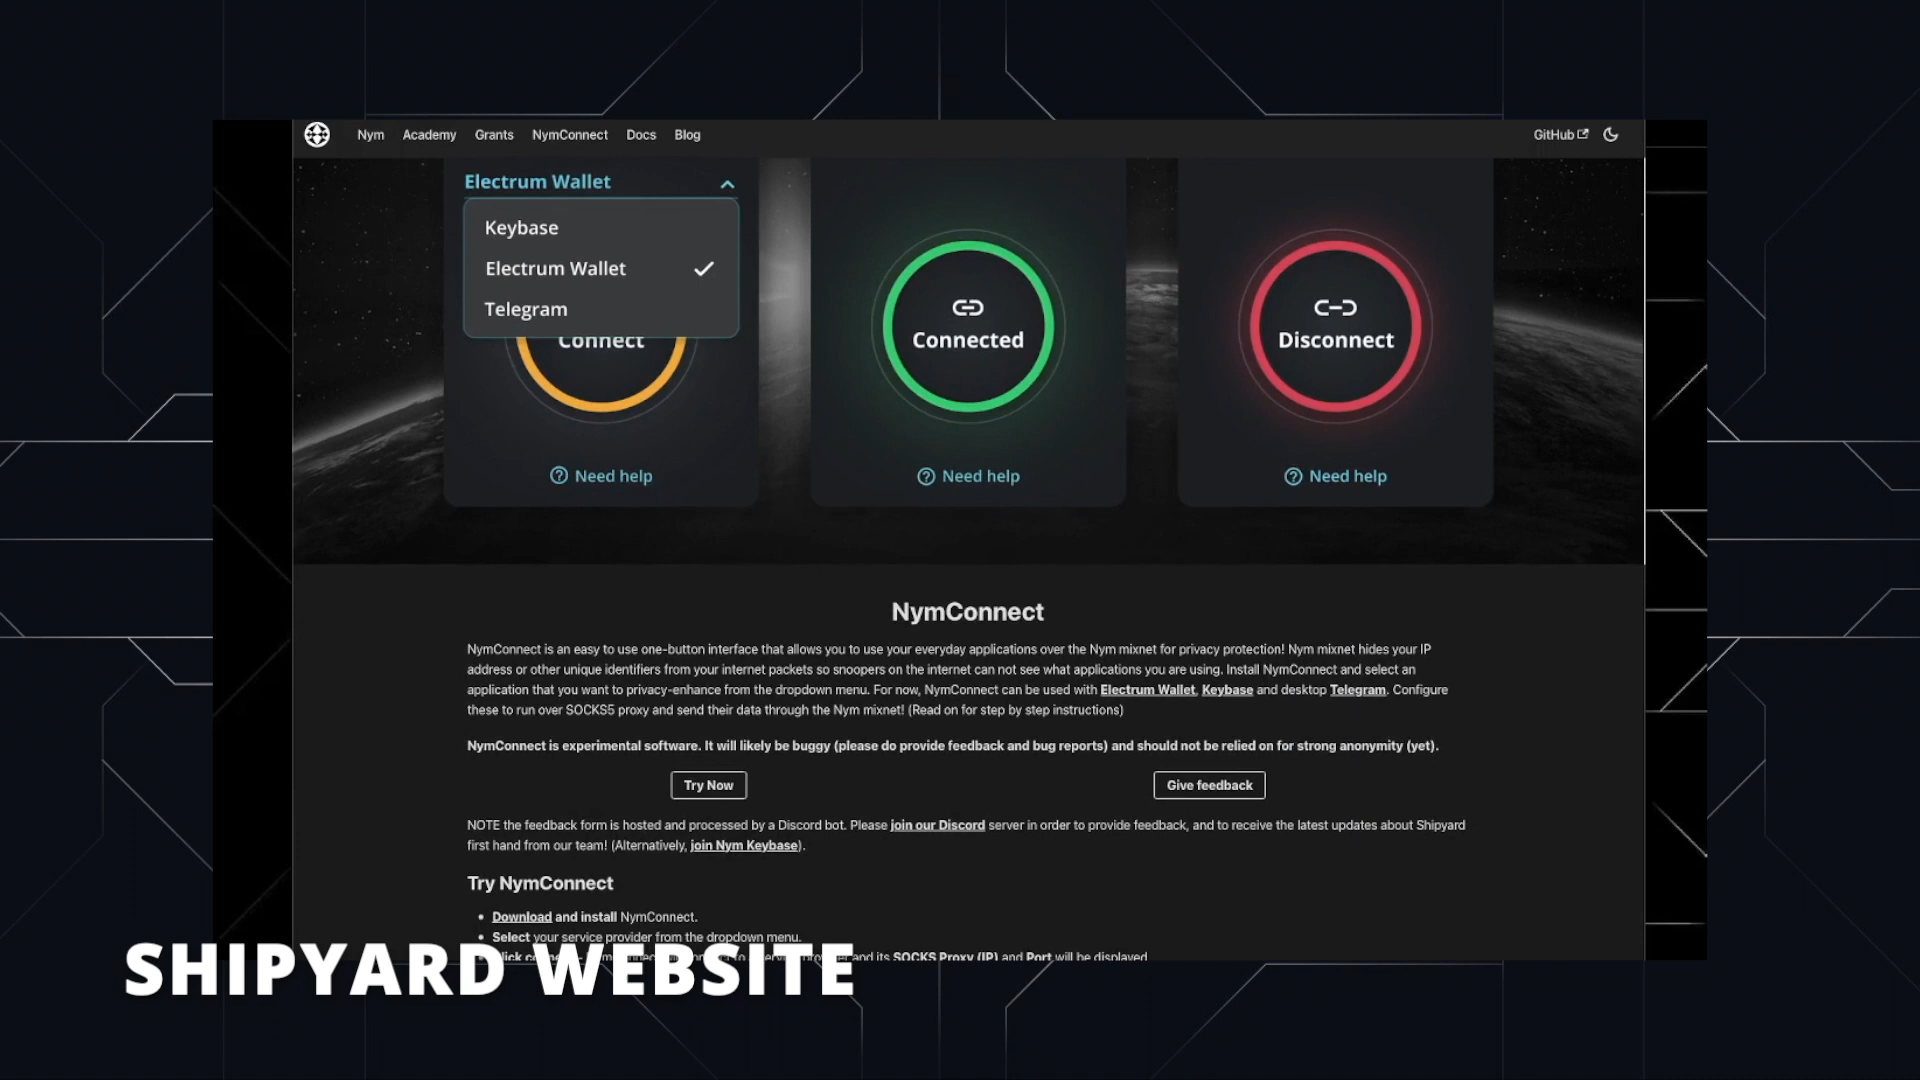 Nym Academy Grants NymConnect Docs Blog GitHub
Electrum Wallet
Keybase
Electrum Wallet
Telegram
Connect
Need help
Connected
Need help
Disconnect
Need help
NymConnect
NymConnect is an easy to use one-button interface that allows you to use your everyday applications over the Nym mixnet for privacy protection! Nym mixnet hides your IP
address or other unique identifiers from your internet packets so snoopers on the internet can not see what applications you are using. Install NymConnect and select an
application that you want to privacy-enhance from the dropdown menu. For now, NymConnect can be used with Electrum Wallet, Keybase and desktop Telegram. Configure
these to run over SOCKS5 proxy and send their data through the Nym mixnet! (Read on for step by step instructions)
NymConnect is experimental software. It will likely be buggy (please do provide feedback and bug reports) and should not be relied on for strong anonymity (yet).
Try Now
Give feedback
NOTE the feedback form is hosted and processed by a Discord bot. Please join our Discord server in order to provide feedback, and to receive the latest updates about Shipyard
first hand from our team! (Alternatively, join Nym Keybase).
Try NymConnect
Download and install NymConnect.
Select your service provider from the dropdown menu.
and its SOCKS Proxy (IP) and Port will be displayed
SHIPYARD WEBSITE